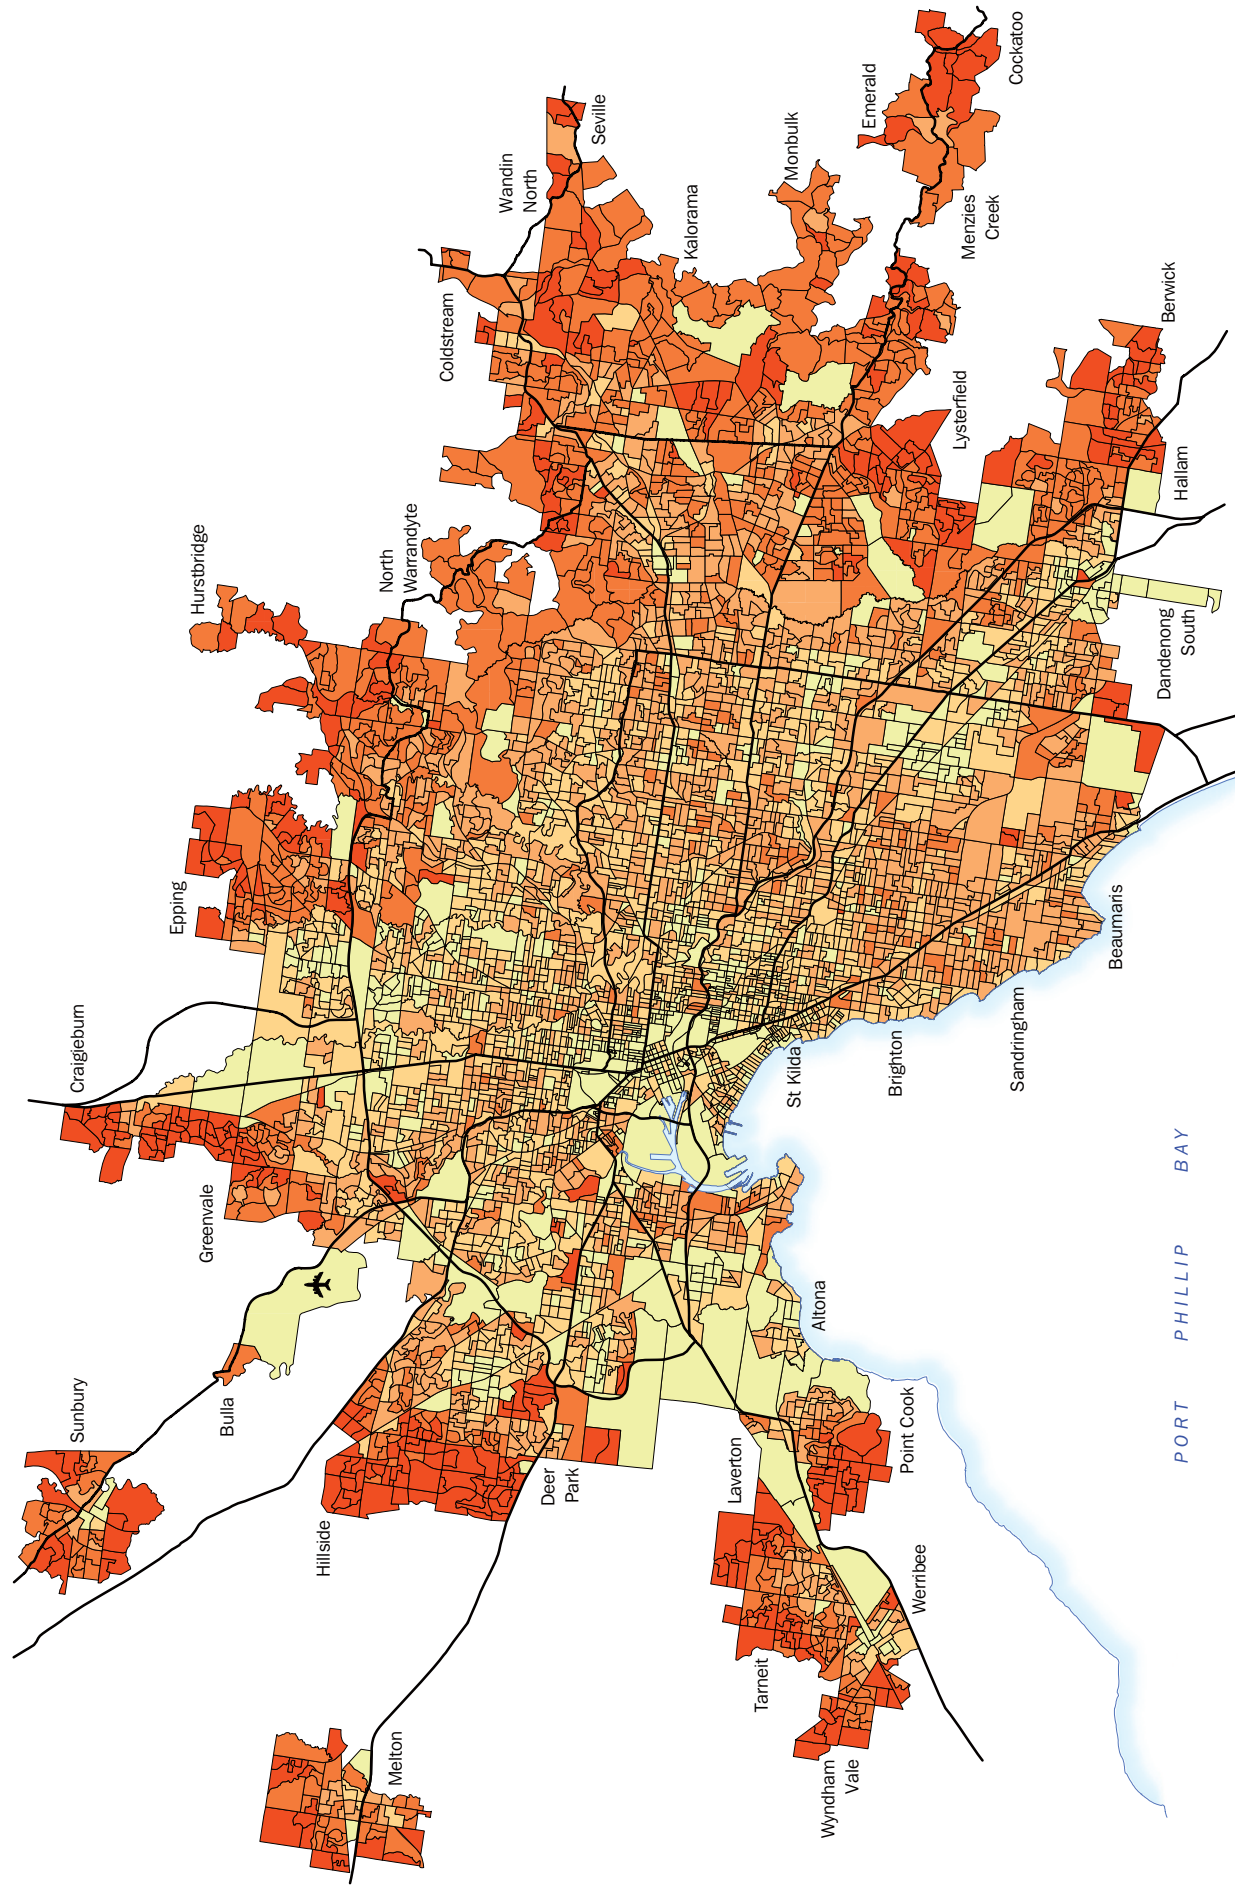 Sunbury
Bulla
Greenvale
Craigieburn
Epping
Hurstbridge
North
Warrandyte
Coldstream
Wandin
North
Seville
Kalorama
Monbulk
Emerald
Cockatoo
Menzies
Creek
Berwick
Lysterfield
Hallam
Dandenong
South
Beaumaris
Sandringham
Brighton
St Kilda
Altona
Point Cook
Laverton
Werribee
Tarneit
Wyndham
Vale
Deer
Park
Hillside
Melton
PORT PHILLIP BAY